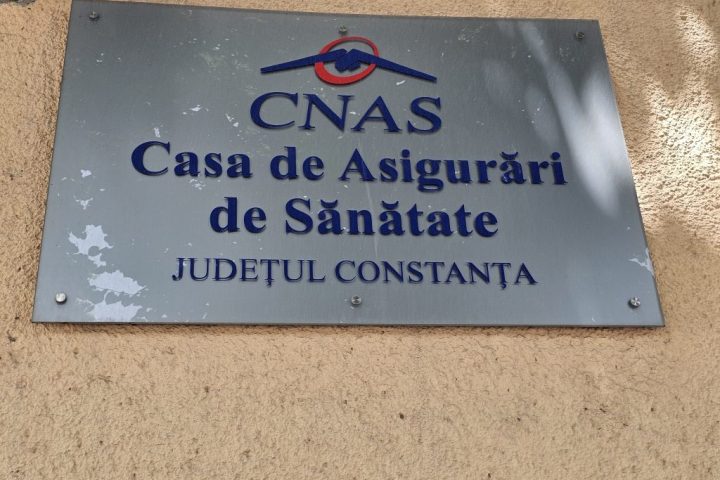 CNAS
Casa de Asigurări
de Sănătate
JUDEŢUL CONSTANŢA